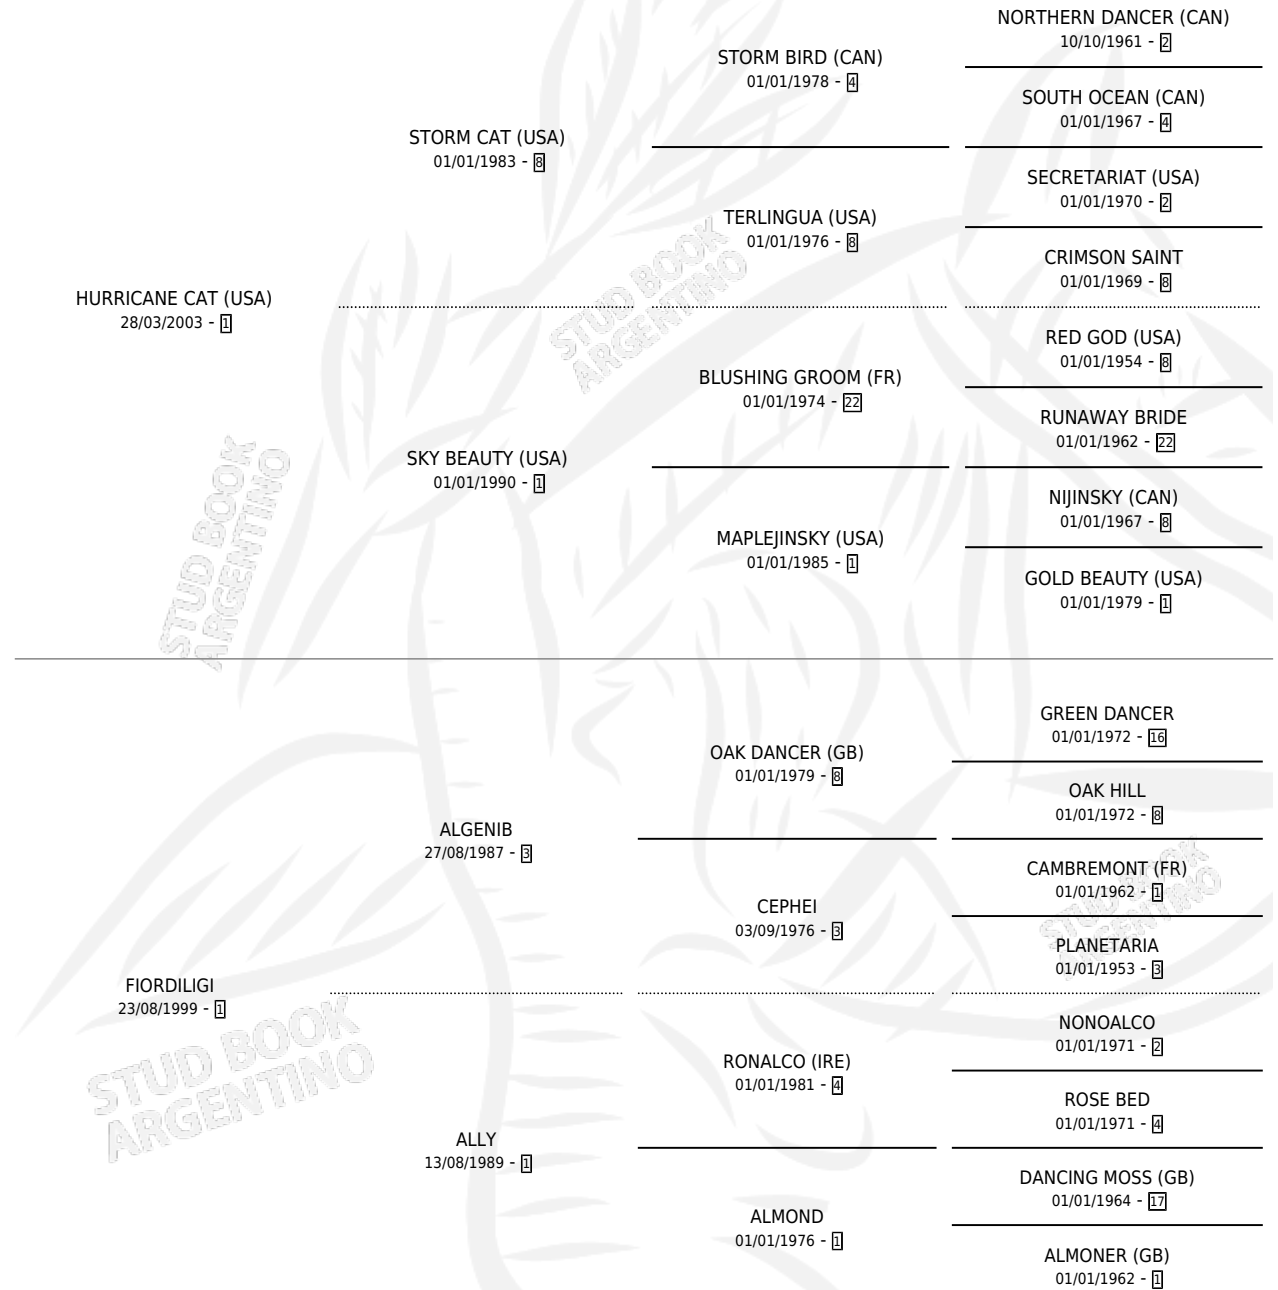 NORTHERN DANCER (CAN)
10/10/1961 - 2
STORM BIRD (CAN)
01/01/1978 - 4
SOUTH OCEAN (CAN)
01/01/1967 - 4
STORM CAT (USA)
01/01/1983 - 8
SECRETARIAT (USA)
01/01/1970 - 2
TERLINGUA (USA)
01/01/1976 - 8
CRIMSON SAINT
01/01/1969 - 8
HURRICANE CAT (USA)
28/03/2003 - 1
RED GOD (USA)
01/01/1954 - 8
BLUSHING GROOM (FR)
01/01/1974 - 22
RUNAWAY BRIDE
01/01/1962 - 22
SKY BEAUTY (USA)
01/01/1990 - 1
NIJINSKY (CAN)
01/01/1967 - 8
MAPLEJINSKY (USA)
01/01/1985 - 1
GOLD BEAUTY (USA)
01/01/1979 - 1
GREEN DANCER
01/01/1972 - 16
OAK DANCER (GB)
01/01/1979 - 8
OAK HILL
01/01/1972 - 8
ALGENIB
27/08/1987 - 3
CAMBREMONT (FR)
01/01/1962 - 1
CEPHEI
03/09/1976 - 3
PLANETARIA
01/01/1953 - 3
FIORDILIGI
23/08/1999 - 1
NONOALCO
01/01/1971 - 2
RONALCO (IRE)
01/01/1981 - 4
ROSE BED
01/01/1971 - 4
ALLY
13/08/1989 - 1
DANCING MOSS (GB)
01/01/1964 - 17
ALMOND
01/01/1976 - 1
ALMONER (GB)
01/01/1962 - 1
STUD BOOK
ARGENTINO
STUD BOOK
ARGENTINO
STUD BOOK
ARGENTINO
STUD BOOK
ARGENTINO